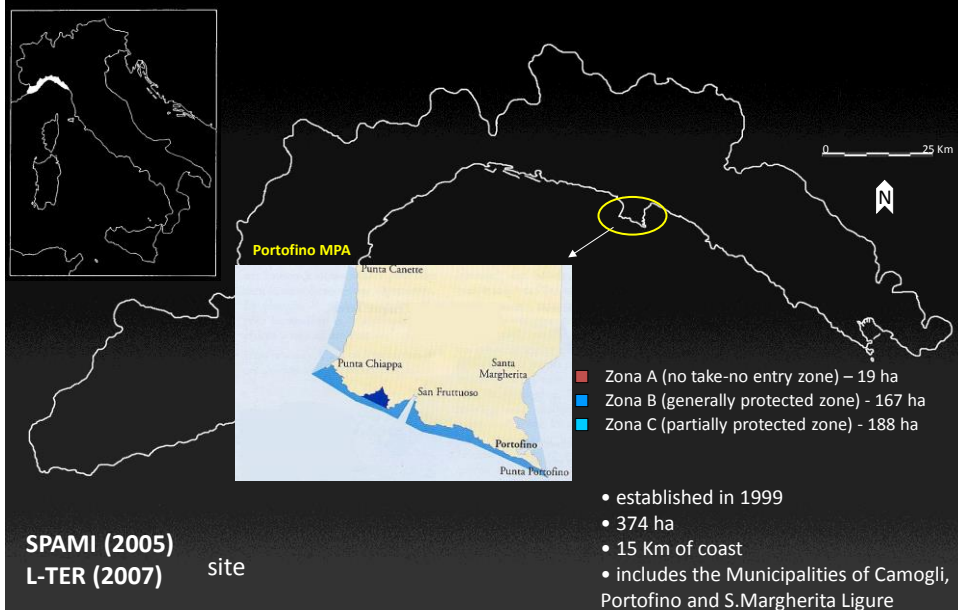 0 25 Km
N
Portofino MPA
Punta Canette
Punta Chiappa
Santa
Margherita
San Fruttuoso
Portofino
Punta Portofino
Zona A (no take-no entry zone) – 19 ha
Zona B (generally protected zone) - 167 ha
Zona C (partially protected zone) - 188 ha
• established in 1999
• 374 ha
• 15 Km of coast
• includes the Municipalities of Camogli,
Portofino and S.Margherita Ligure
SPAMI (2005)
L-TER (2007)
site